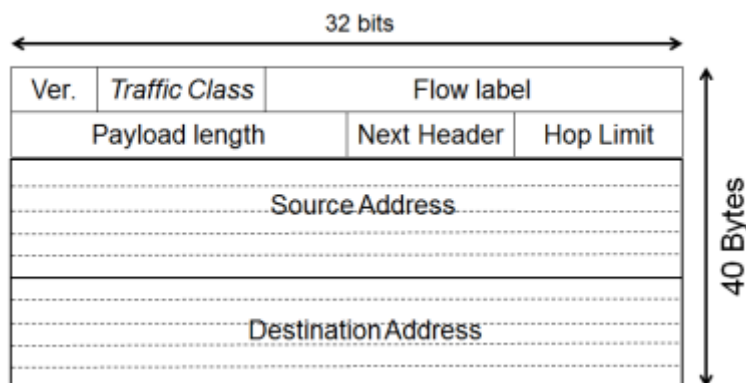 32 bits
Ver. Traffic Class Flow label
Payload length Next Header Hop Limit
Source Address
Destination Address
40 Bytes